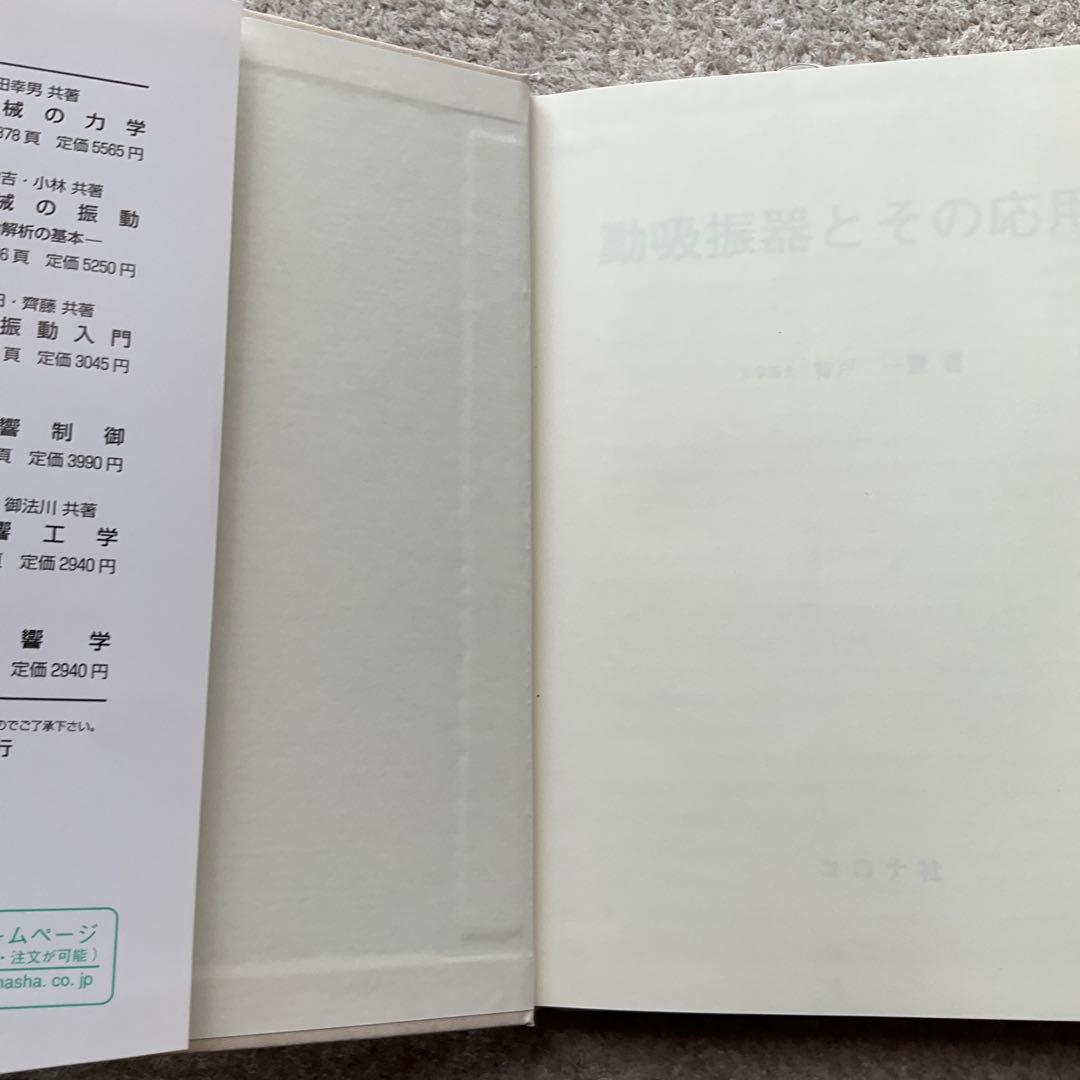 田幸男 共著
械の力学
378頁 定価5565円
吉・小林 共著
械の振動
解析の基本―
6頁 定価5250円
・齊藤 共著
振動入門
頁 定価3045円
響制御
頁 定価3990円
御法川 共著
響工学
定価2940円
響学
定価2940円
のでご了承下さい。
行
ームページ
・注文が可能）
nasha.co.jp
動吸振器とその応用
一 著
コロナ社